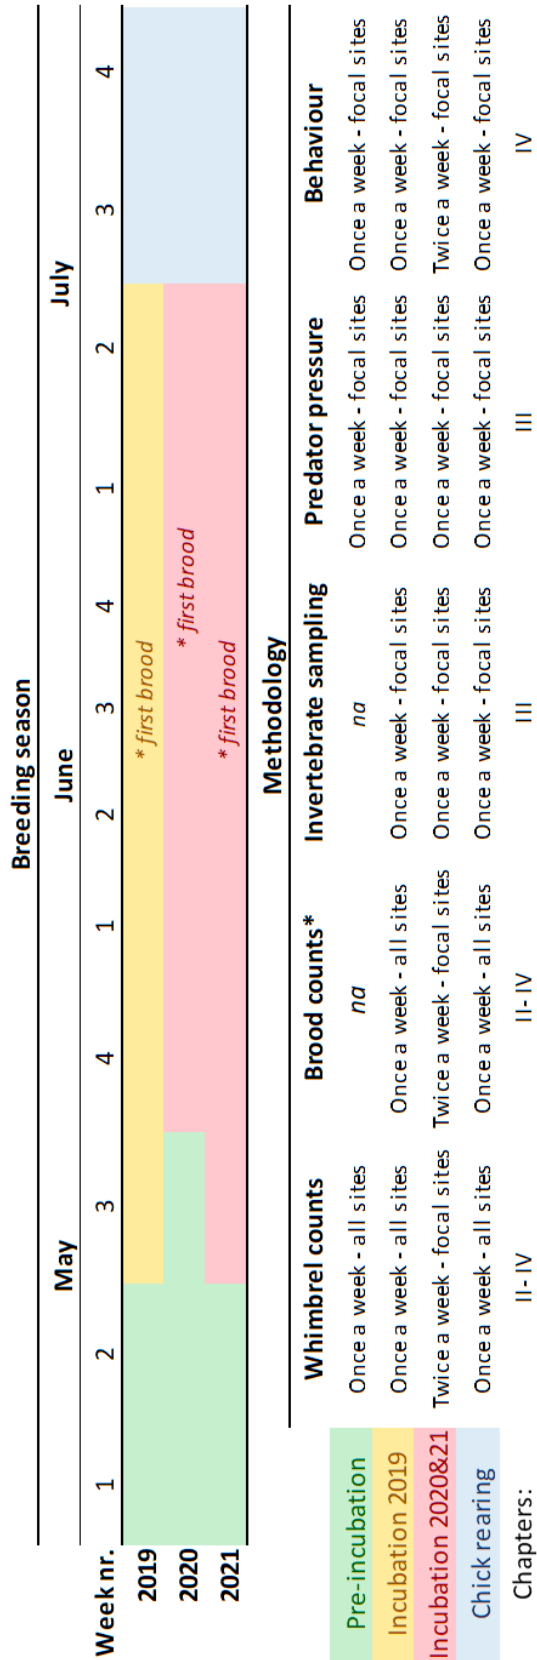 Breeding season
May June July
Week nr. 1 2 3 4 1 2 3 4 1 2 3 4
2019 * first brood
2020 * first brood
2021 * first brood
Methodology
Whimbrel counts Brood counts* Invertebrate sampling Predator pressure Behaviour
Pre-incubation Once a week - all sites na na Once a week - focal sites Once a week - focal sites
Incubation 2019 Once a week - all sites Once a week - all sites Once a week - focal sites Once a week - focal sites Once a week - focal sites
Incubation 2020&21 Twice a week - focal sites Twice a week - focal sites Once a week - focal sites Once a week - focal sites Twice a week - focal sites
Chick rearing Once a week - all sites Once a week - all sites Once a week - focal sites Once a week - focal sites Once a week - focal sites
Chapters: II-IV II-IV III III IV